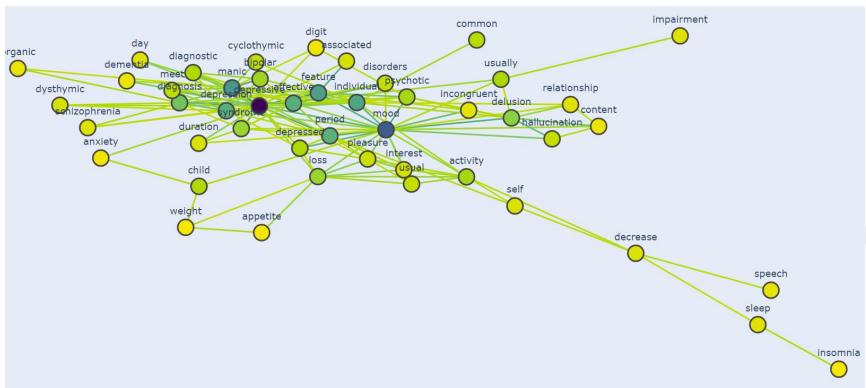 impairment
common
digit
day
cyclothymic
associated
organic
diagnostic
disorders
bipolar
dementia
meet
manic
feature
psychotic
usually
dysthymic
diagnosis
depressive
affective
individual
relationship
incongruent
delusion
schizophrenia
depression
content
syndrome
period
mood
hallucination
duration
depressed
anxiety
pleasure
interest
loss
usual
activity
child
self
weight
appetite
decrease
speech
sleep
insomnia